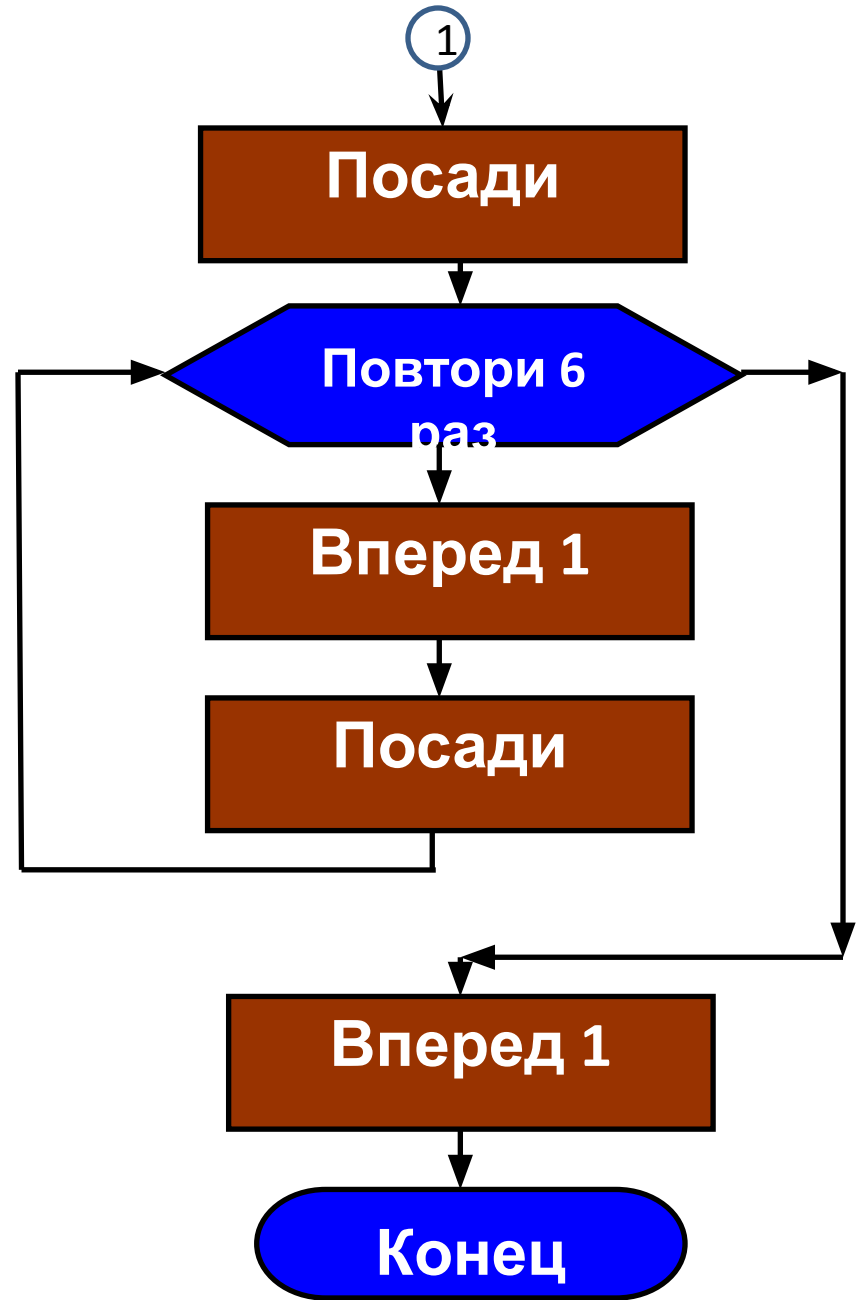 1
Посади
Повтори 6
раз
Вперед 1
Посади
Вперед 1
Конец